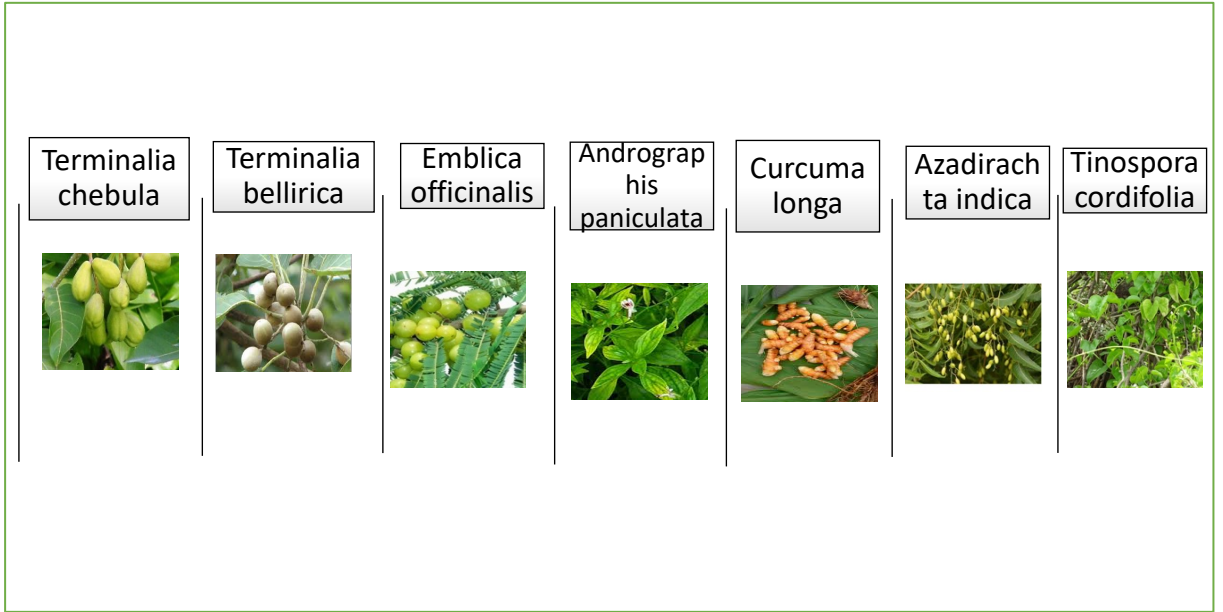 Terminalia
chebula
Terminalia
bellirica
Emblica
officinalis
Andrograp
his
paniculata
Curcuma
longa
Azadirach
ta indica
Tinospora
cordifolia